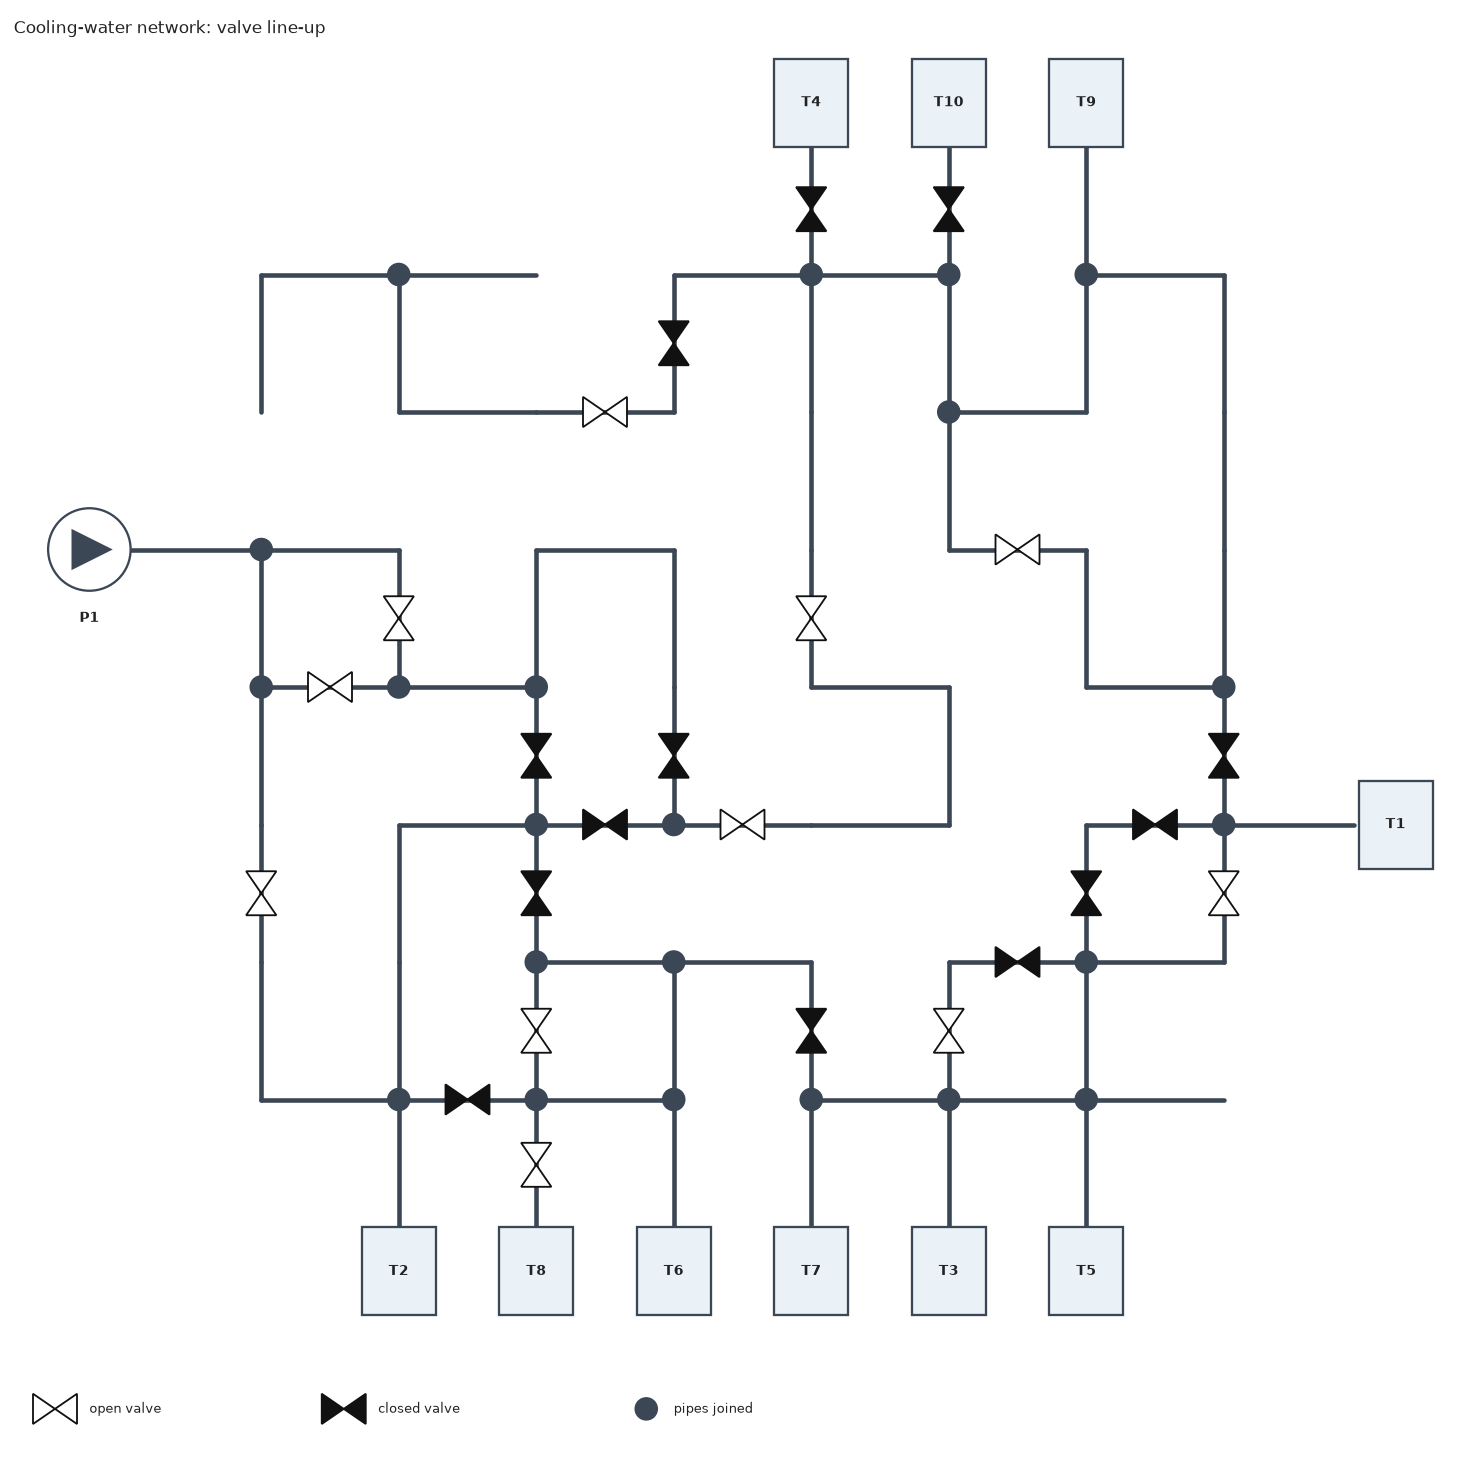 Cooling-water network: valve line-up
T4
T10
T9
P1
T1
T2
T8
T6
T7
T3
T5
open valve
closed valve
pipes joined